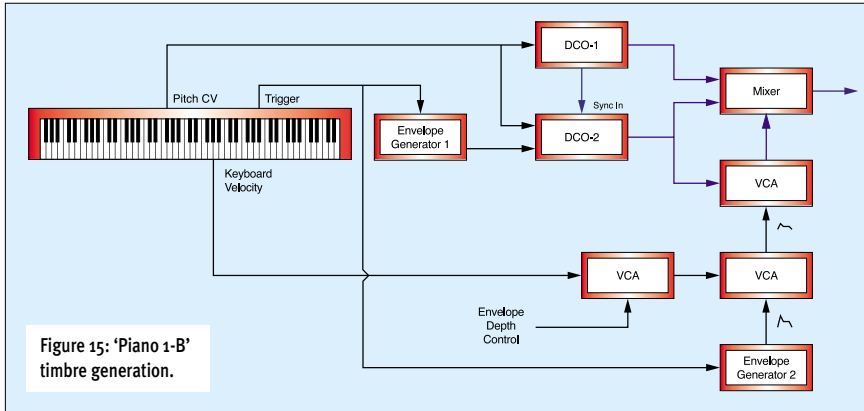 DCO-1
Pitch CV
Trigger
Sync In
Mixer
Envelope
Generator 1
DCO-2
Keyboard
Velocity
VCA
VCA
VCA
Envelope
Depth
Control
Envelope
Generator 2
Figure 15: ‘Piano 1-B’
timbre generation.